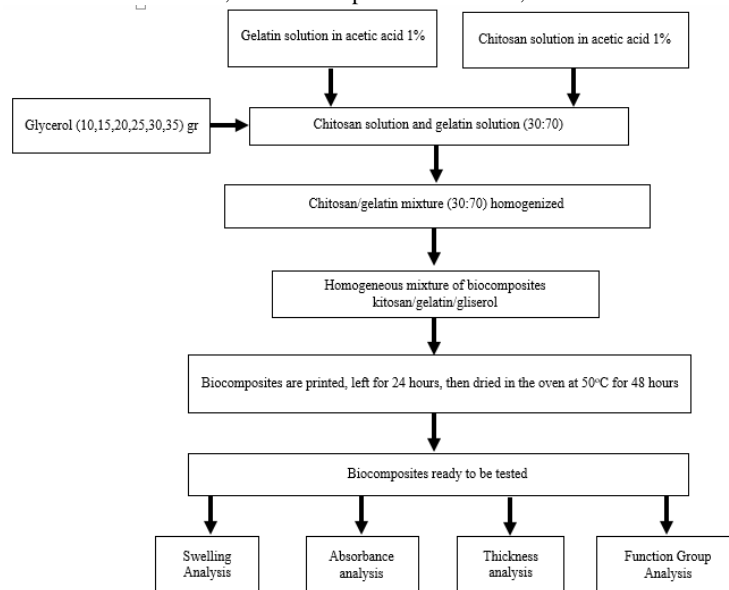 Gelatin solution in acetic acid 1%
Chitosan solution in acetic acid 1%
Glycerol (10,15,20,25,30,35) gr
Chitosan solution and gelatin solution (30:70)
Chitosan/gelatin mixture (30:70) homogenized
Homogeneous mixture of biocomposites
kitosan/gelatin/gliserol
Biocomposites are printed, left for 24 hours, then dried in the oven at 50°C for 48 hours
Biocomposites ready to be tested
Swelling
Analysis
Absorbance
analysis
Thickness
analysis
Function Group
Analysis